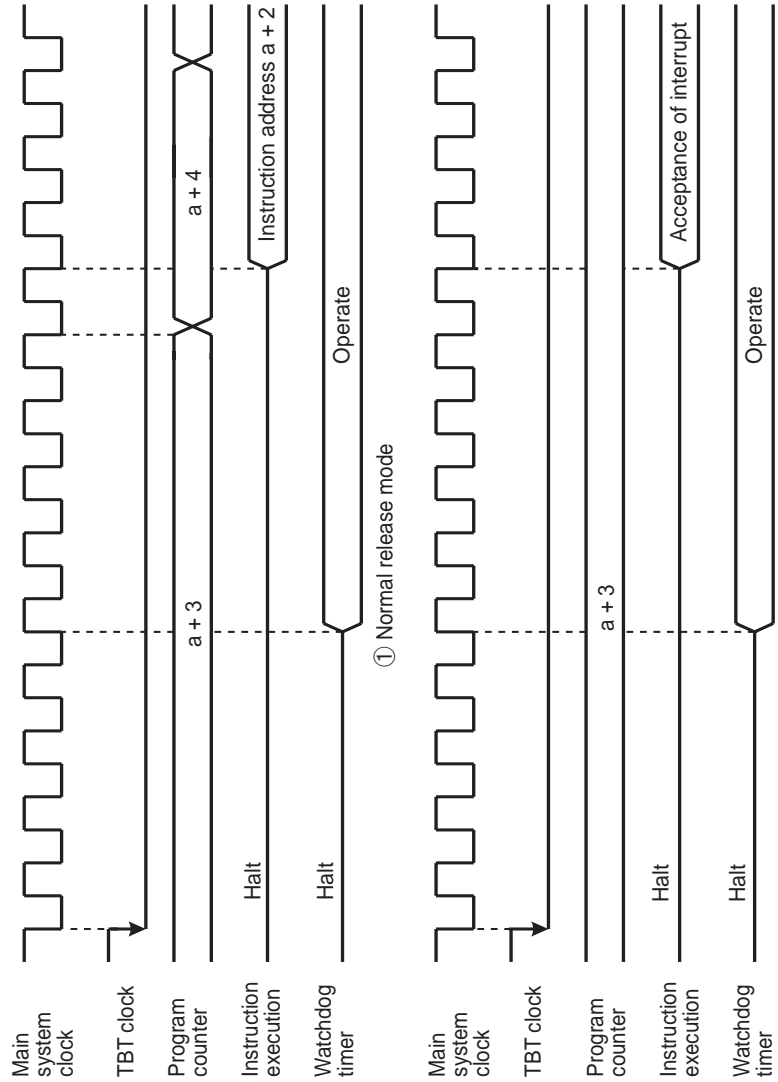 Main
system
clock
TBT clock
Program
counter
a + 3
a + 4
Instruction
execution
Halt
Instruction address a + 2
Watchdog
timer
Halt
Operate
① Normal release mode
Main
system
clock
TBT clock
Program
counter
a + 3
Instruction
execution
Halt
Acceptance of interrupt
Watchdog
timer
Halt
Operate